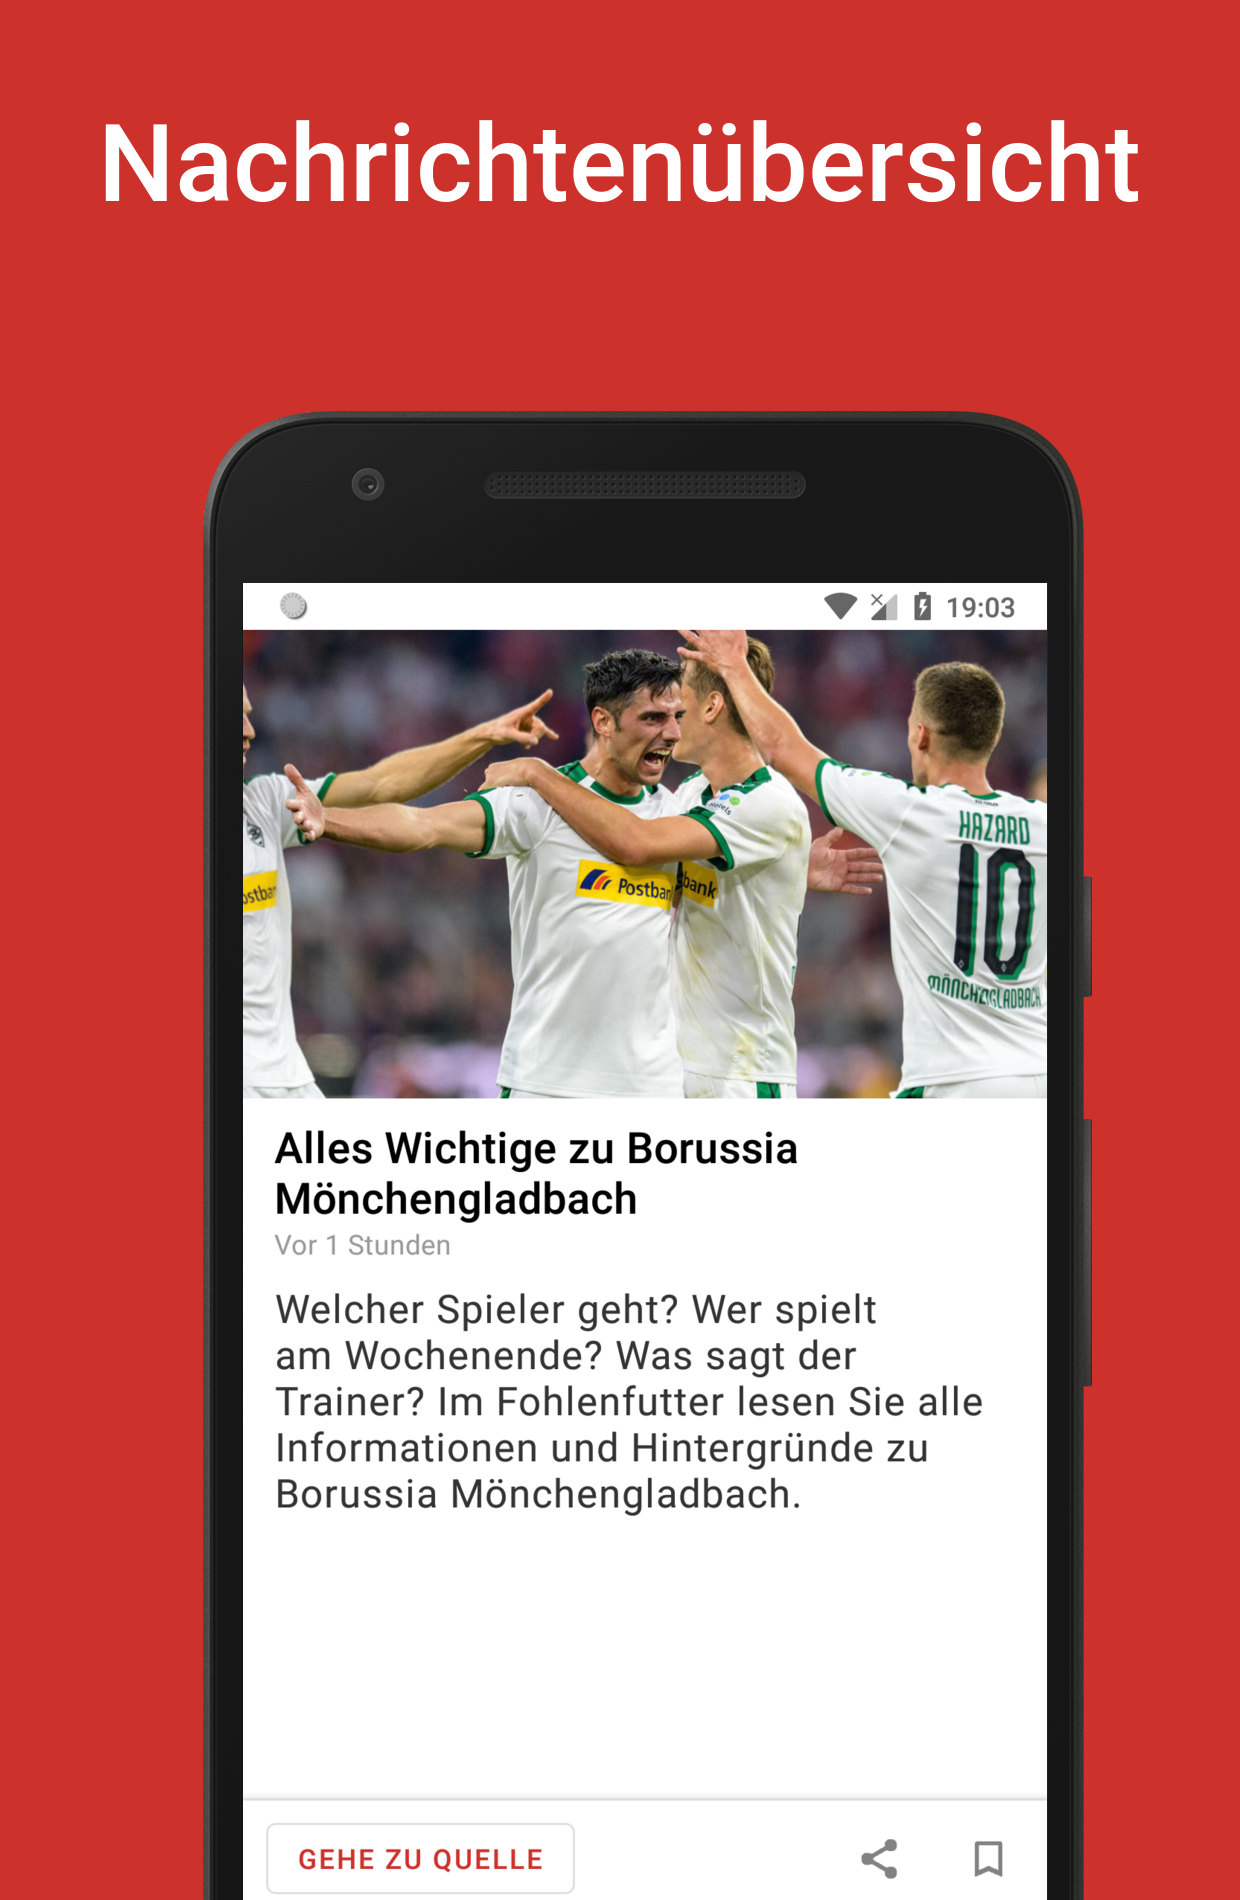 Nachrichtenübersicht
19:03
HAZARD
10
MÖNCHENGLADBACH
Postbank
Alles Wichtige zu Borussia
Mönchengladbach
Vor 1 Stunden
Welcher Spieler geht? Wer spielt
am Wochenende? Was sagt der
Trainer? Im Fohlenfutter lesen Sie alle
Informationen und Hintergründe zu
Borussia Mönchengladbach.
GEHE ZU QUELLE